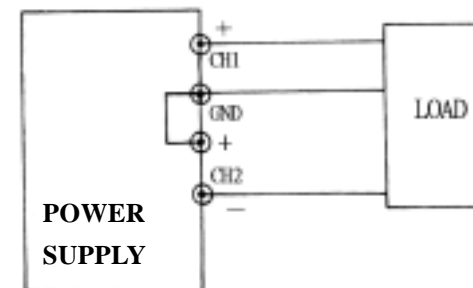 +
CH1
GND
LOAD
+
CH2
−
POWER
SUPPLY